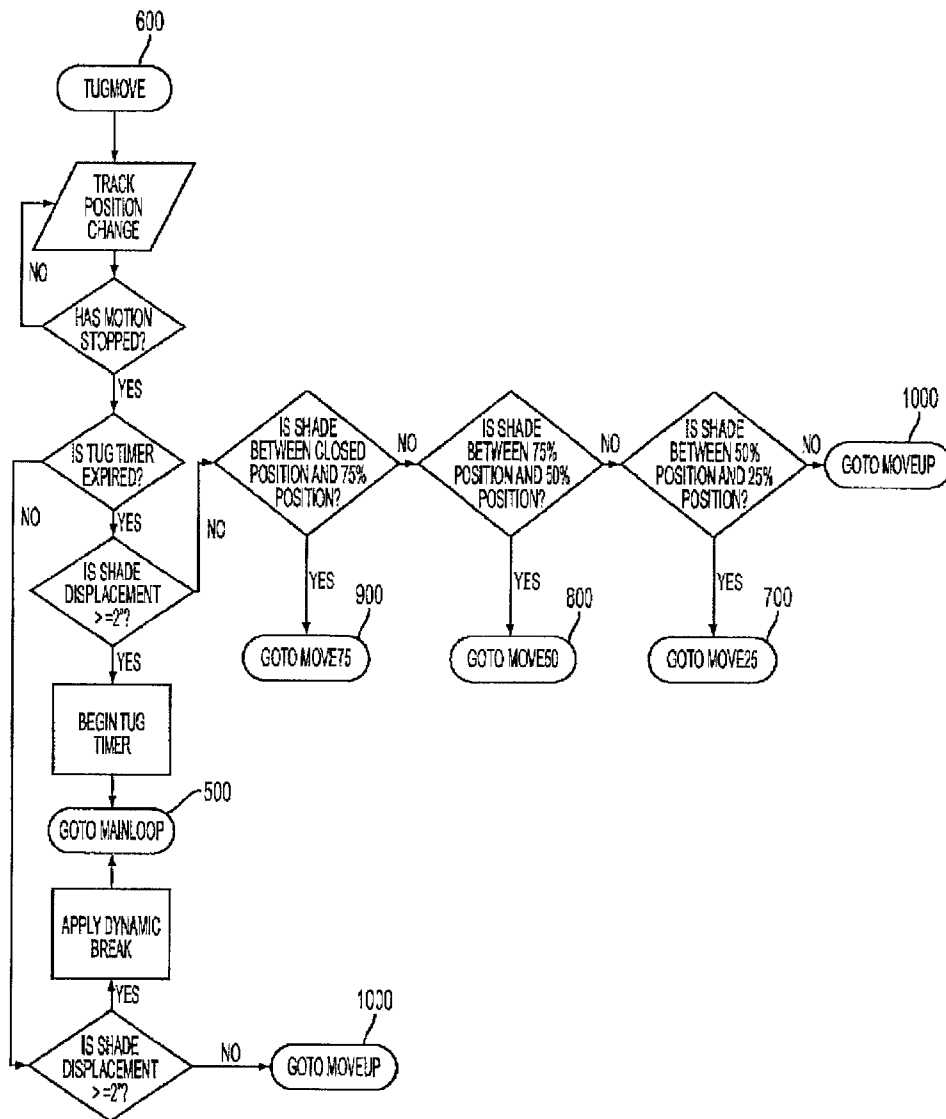 600
TUGMOVE
TRACK
POSITION
CHANGE
NO
HAS MOTION
STOPPED?
YES
IS TUG TIMER
EXPIRED?
NO
YES
IS SHADE
DISPLACEMENT
>=2"?
NO
YES
BEGIN TUG
TIMER
500
GOTO MAINLOOP
APPLY DYNAMIC
BREAK
YES
IS SHADE
DISPLACEMENT
>=2"?
NO
1000
GOTO MOVEUP
IS SHADE
BETWEEN CLOSED
POSITION AND 75%
POSITION?
NO
YES
900
GOTO MOVE75
IS SHADE
BETWEEN 75%
POSITION AND 50%
POSITION?
NO
YES
800
GOTO MOVE50
IS SHADE
BETWEEN 50%
POSITION AND 25%
POSITION?
NO
YES
700
GOTO MOVE25
1000
GOTO MOVEUP